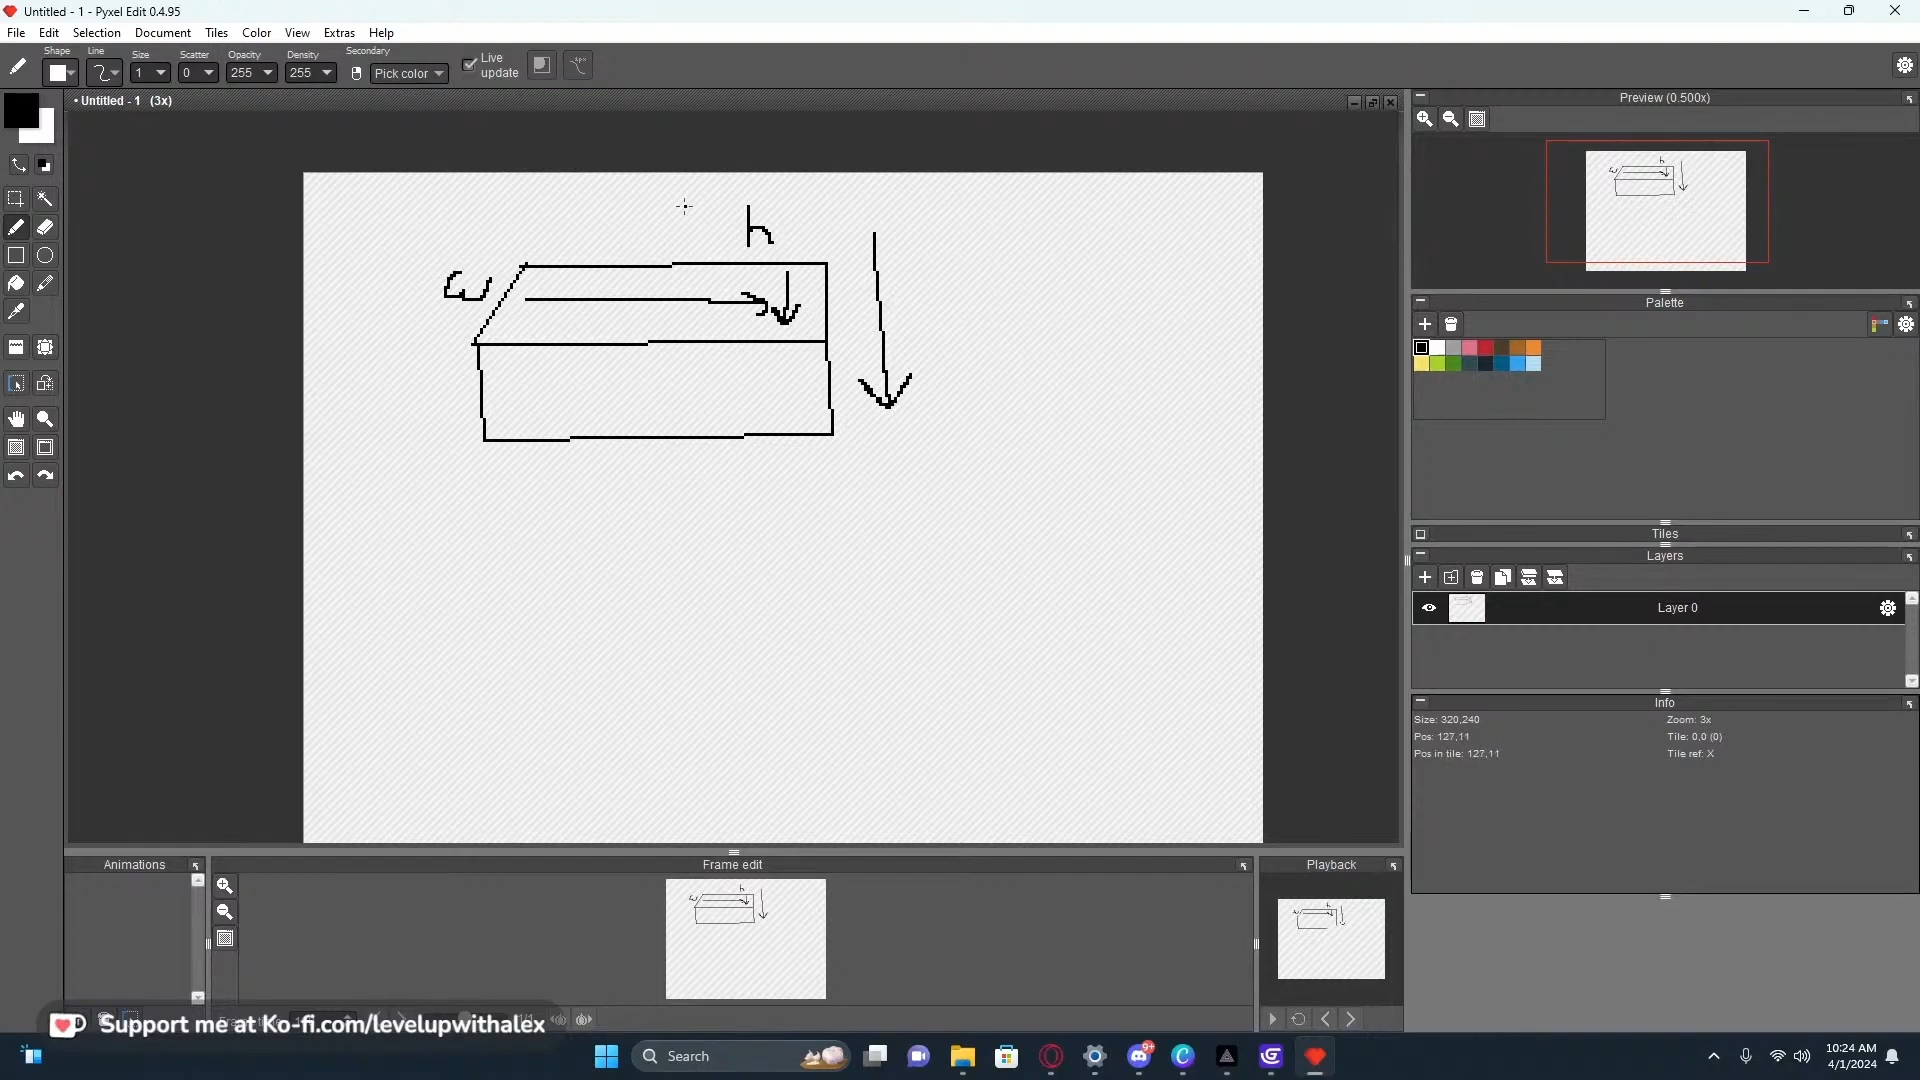 Untitled - 1 - Pyxel Edit 0.4.95
File Edit Selection Document Tiles Color View Extras Help
Shape Line Size Scatter Opacity Density Secondary
1 0 255 255 Pick color Live update
• Untitled - 1 (3x)
Preview (0.500x)
h
w
Palette
Tiles
Layers
Layer 0
Info
Size: 320,240 Zoom: 3x
Pos: 127,11 Tile: 0,0 (0)
Pos in tile: 127,11 Tile ref: X
Animations Frame edit Playback
Support me at Ko-fi.com/levelupwithalex
Search
9+
10:24 AM
4/1/2024